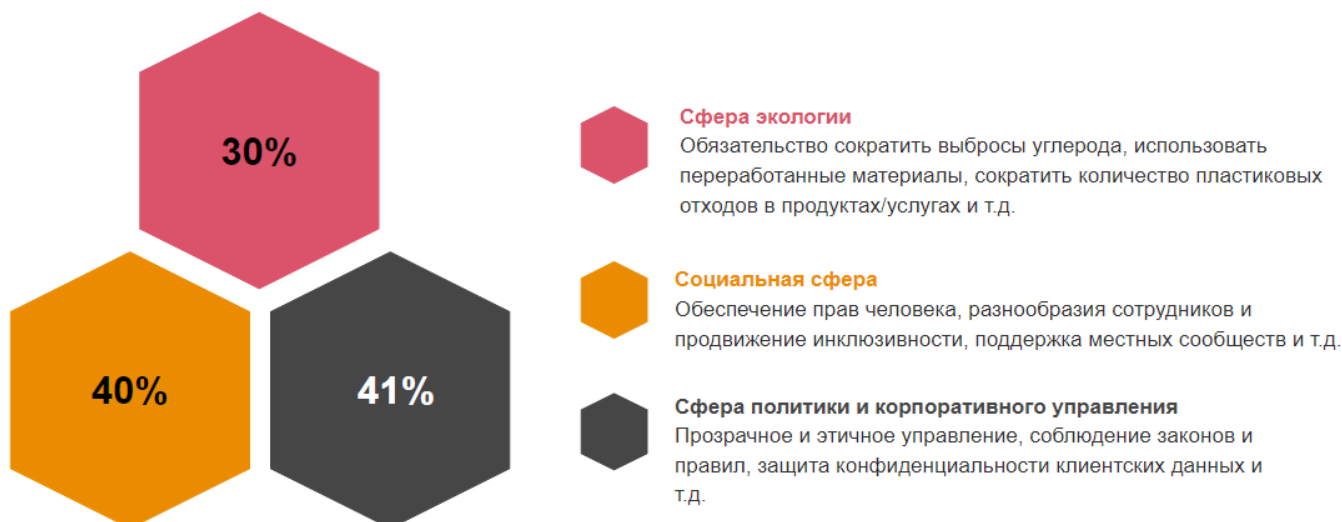 30%
40%
41%
Сфера экологии
Обязательство сократить выбросы углерода, использовать
переработанные материалы, сократить количество пластиковых
отходов в продуктах/услугах и т.д.
Социальная сфера
Обеспечение прав человека, разнообразия сотрудников и
продвижение инклюзивности, поддержка местных сообществ и т.д.
Сфера политики и корпоративного управления
Прозрачное и этичное управление, соблюдение законов и
правил, защита конфиденциальности клиентских данных и
т.д.